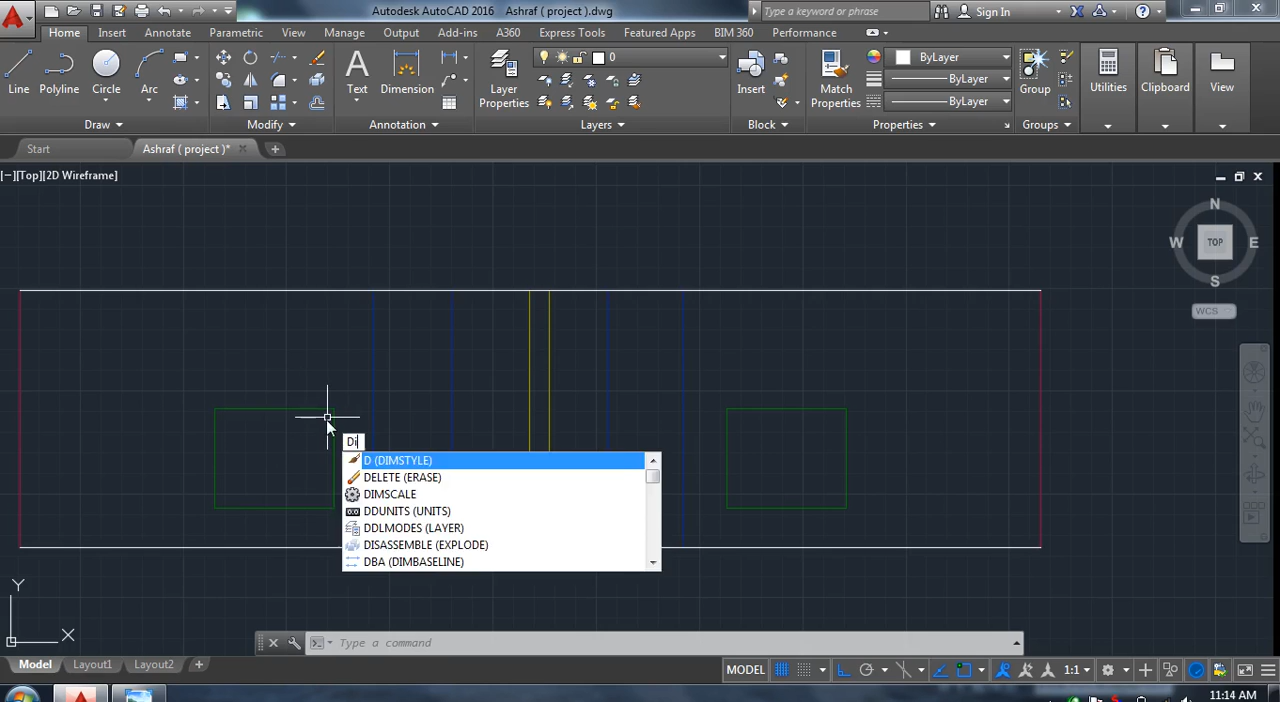 Autodesk AutoCAD 2016 Ashraf ( project ).dwg
Type a keyword or phrase
Sign In
Home Insert Annotate Parametric View Manage Output Add-ins A360 Express Tools Featured Apps BIM 360 Performance
0
ByLayer
ByLayer
ByLayer
Line Polyline Circle Arc Text Dimension Layer Properties Insert Match Properties Group Utilities Clipboard View
Draw Modify Annotation Layers Block Properties Groups
Start Ashraf ( project )*
[−][Top][2D Wireframe]
N
W TOP E
S
WCS
Di
D (DIMSTYLE)
DELETE (ERASE)
DIMSCALE
DDUNITS (UNITS)
DDLMODES (LAYER)
DISASSEMBLE (EXPLODE)
DBA (DIMBASELINE)
Y
X
Type a command
Model Layout1 Layout2
MODEL 1:1
11:14 AM